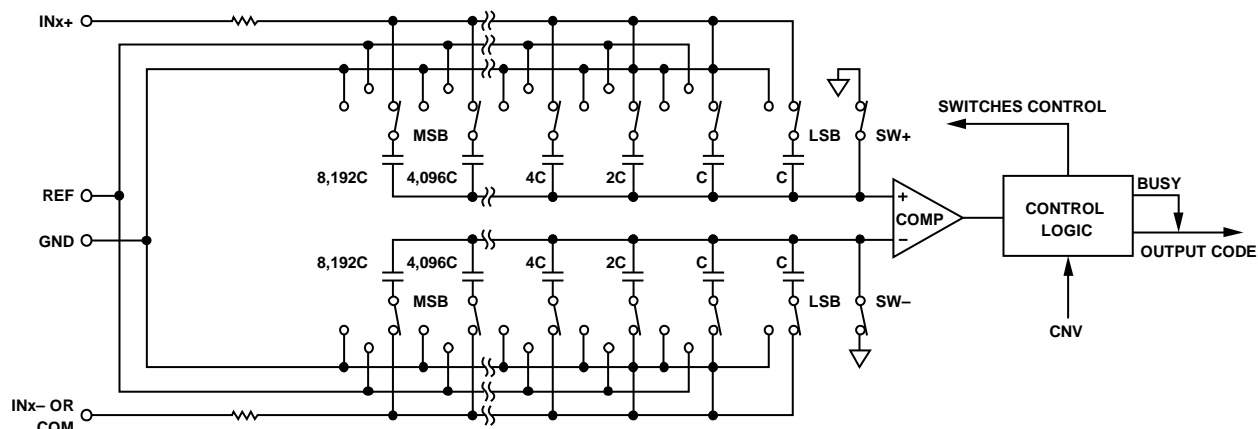 INx+
SWITCHES CONTROL
MSB
LSB
SW+
8,192C
4,096C
4C
2C
C
C
REF
+
COMP
−
CONTROL
LOGIC
BUSY
OUTPUT CODE
GND
8,192C
4,096C
4C
2C
C
C
MSB
LSB
SW−
CNV
INx− OR
COM